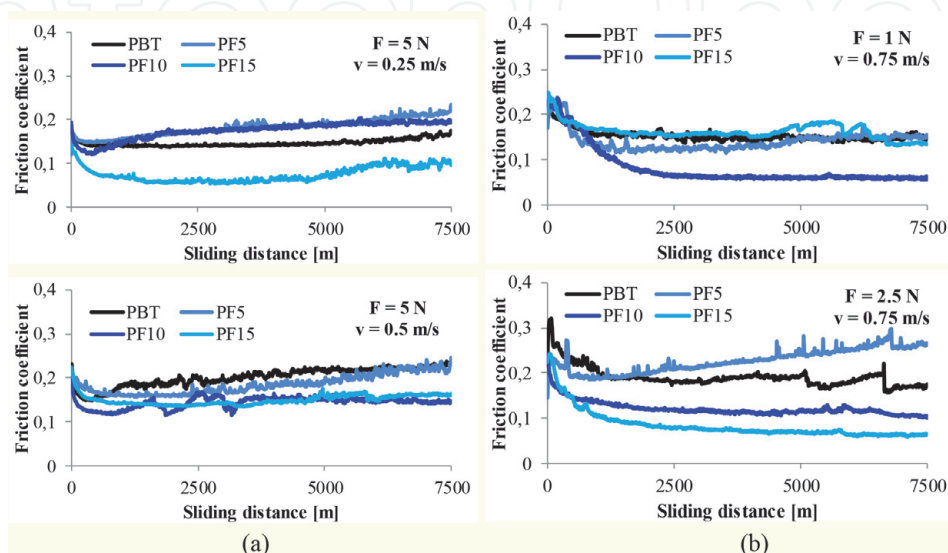 0,4
PBT PF5
PF10 PF15
F = 5 N
v = 0.25 m/s
0,3
0,2
0,1
0
Friction coefficient
0 2500 5000 7500
Sliding distance [m]
0,4
PBT PF5
PF10 PF15
F = 1 N
v = 0.75 m/s
0,3
0,2
0,1
0
Friction coefficient
0 2500 5000 7500
Sliding distance [m]
0,4
PBT PF5
PF10 PF15
F = 5 N
v = 0.5 m/s
0,3
0,2
0,1
0
Friction coefficient
0 2500 5000 7500
Sliding distance [m]
0,4
PBT PF5
PF10 PF15
F = 2.5 N
v = 0.75 m/s
0,3
0,2
0,1
0
Friction coefficient
0 2500 5000 7500
Sliding distance [m]
(a) (b)